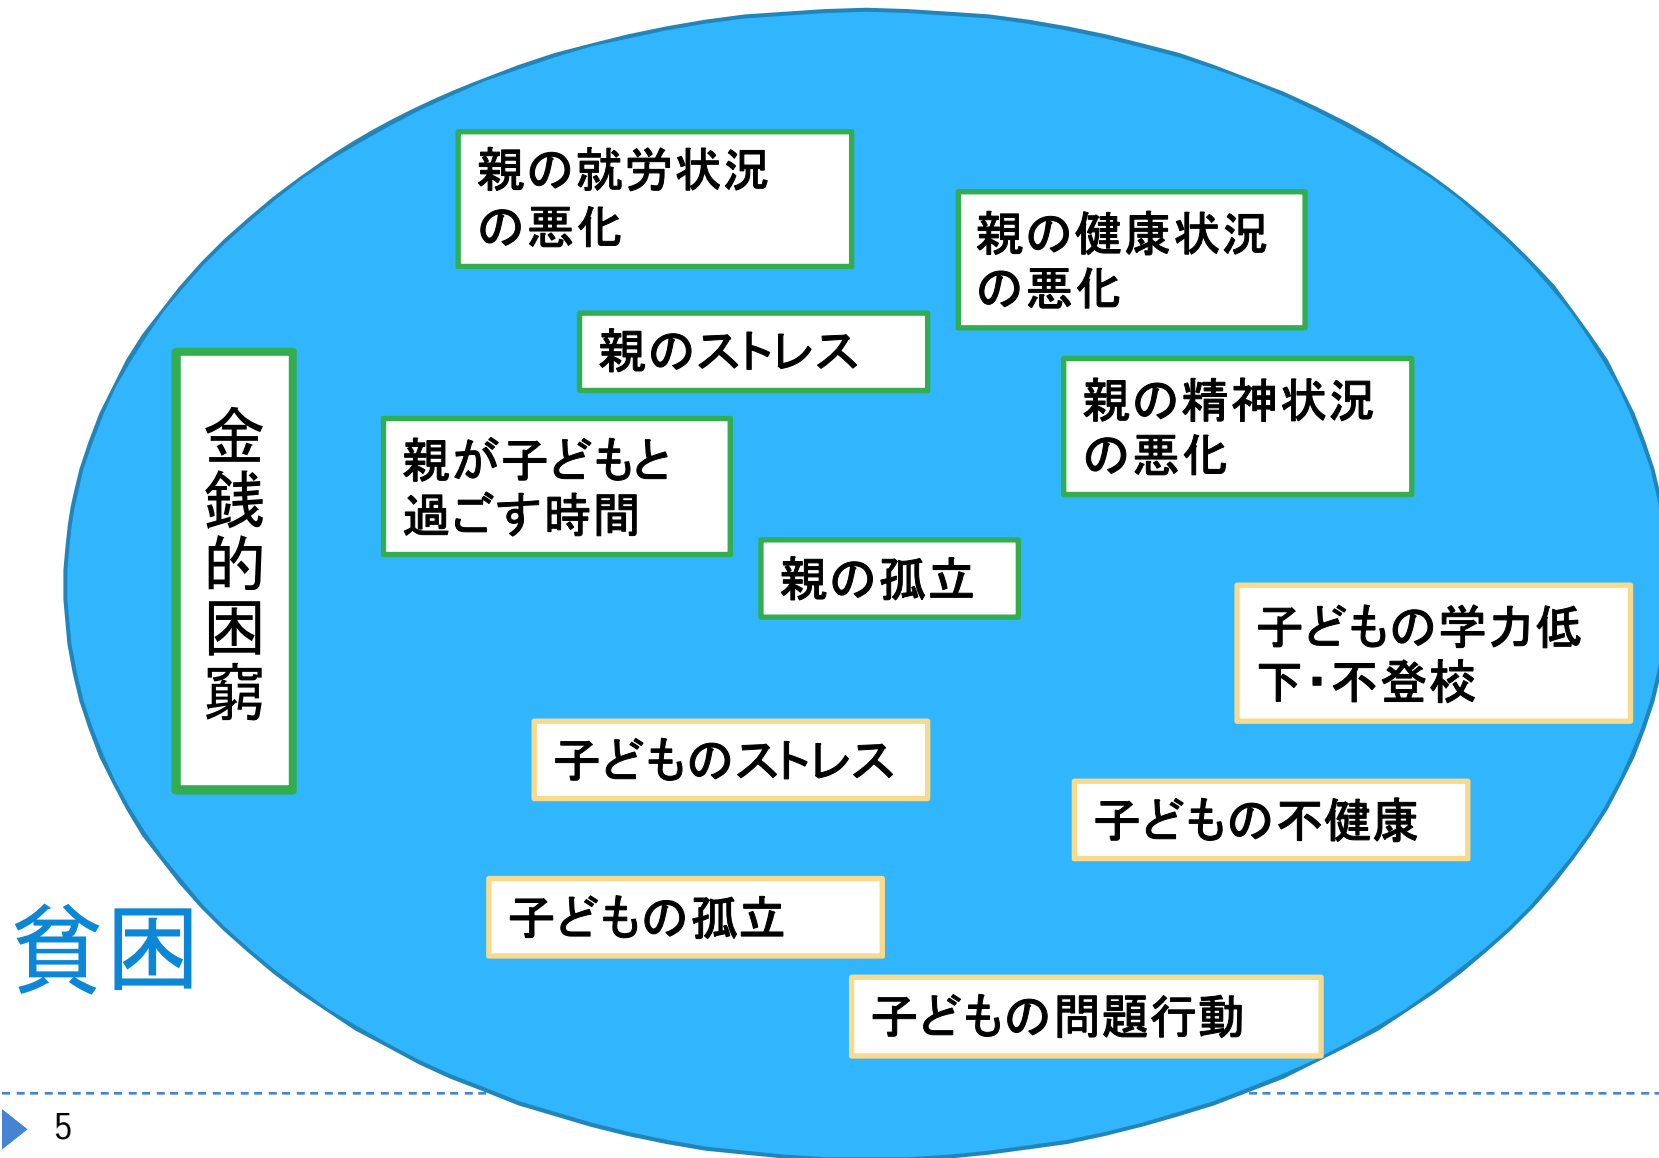 親の就労状況
の悪化
親の健康状況
の悪化
親のストレス
親の精神状況
の悪化
金銭的困窮
親が子どもと
過ごす時間
親の孤立
子どもの学力低
下・不登校
子どものストレス
子どもの不健康
子どもの孤立
貧困
子どもの問題行動
5